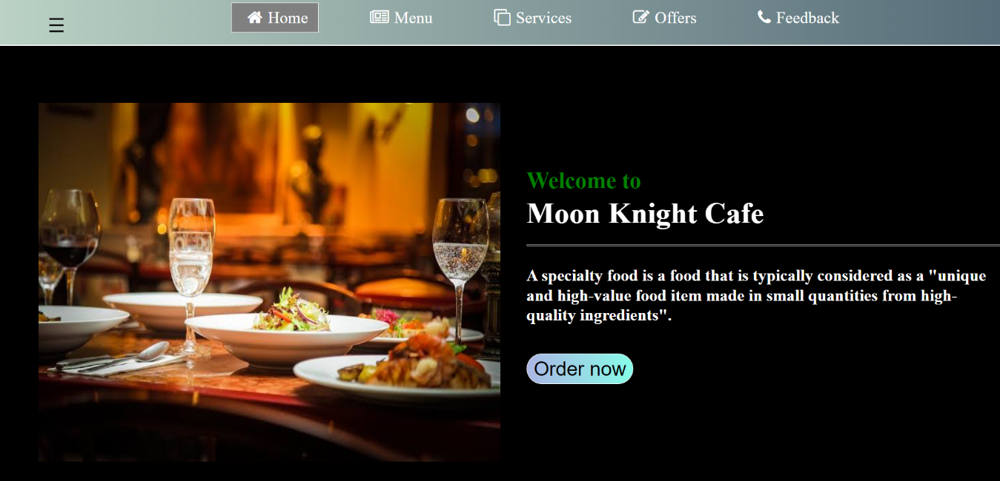 Home
Menu
Services
Offers
Feedback
Welcome to
Moon Knight Cafe
A specialty food is a food that is typically considered as a "unique
and high-value food item made in small quantities from high-
quality ingredients".
Order now